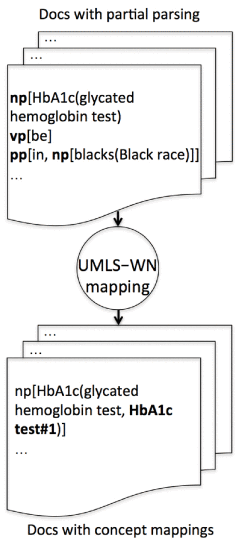 Docs with partial parsing
...
...
np[HbA1c(glycated
hemoglobin test)
vp[be]
pp[in, np[blacks(Black race)]]
...
UMLS−WN
mapping
...
...
np[HbA1c(glycated
hemoglobin test, HbA1c
test#1)]
...
Docs with concept mappings